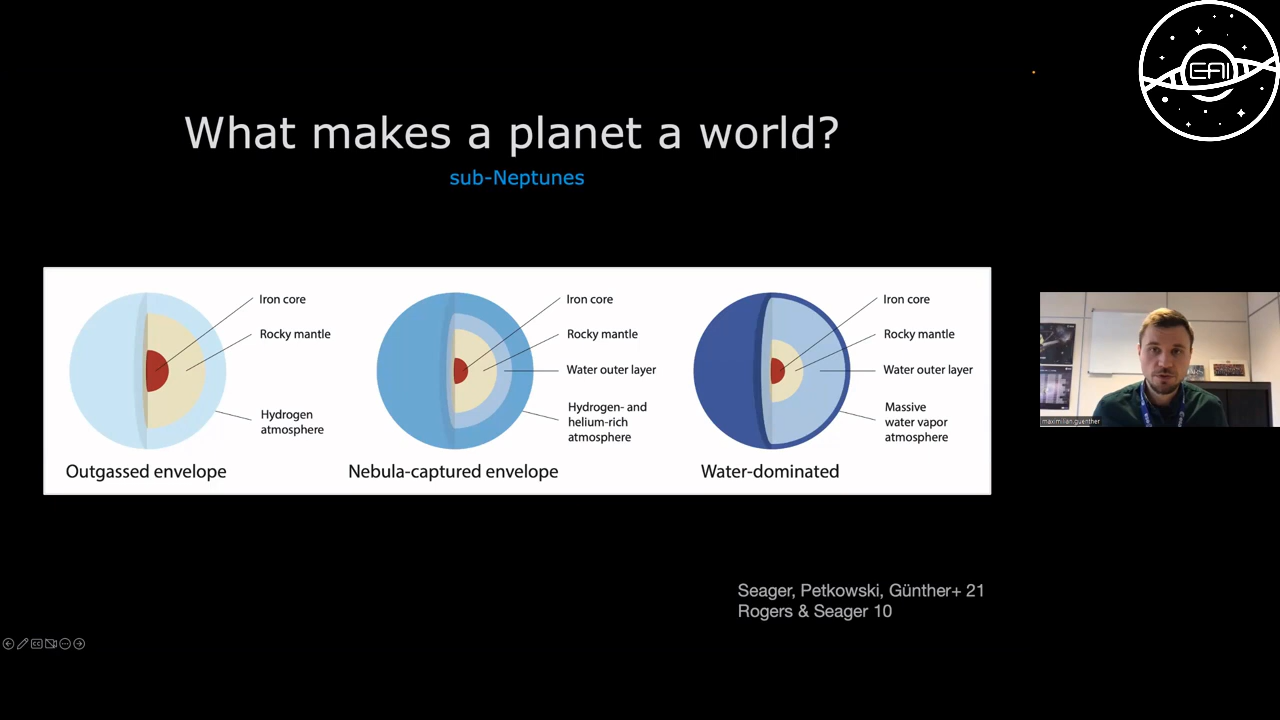 EAI
What makes a planet a world?
sub-Neptunes
Iron core
Rocky mantle
Hydrogen
atmosphere
Outgassed envelope
Iron core
Rocky mantle
Water outer layer
Hydrogen- and
helium-rich
atmosphere
Nebula-captured envelope
Iron core
Rocky mantle
Water outer layer
Massive
water vapor
atmosphere
Water-dominated
maximilian.guenther
Seager, Petkowski, Günther+ 21
Rogers & Seager 10